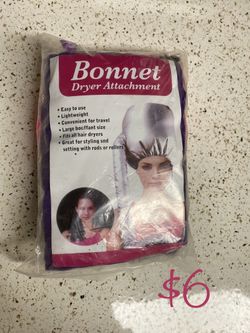 Bonnet
Dryer Attachment
• Easy to use
• Lightweight
• Convenient for travel
• Large bouffant size
• Fits all hair dryers
• Great for styling and
setting with rods or rollers
$6